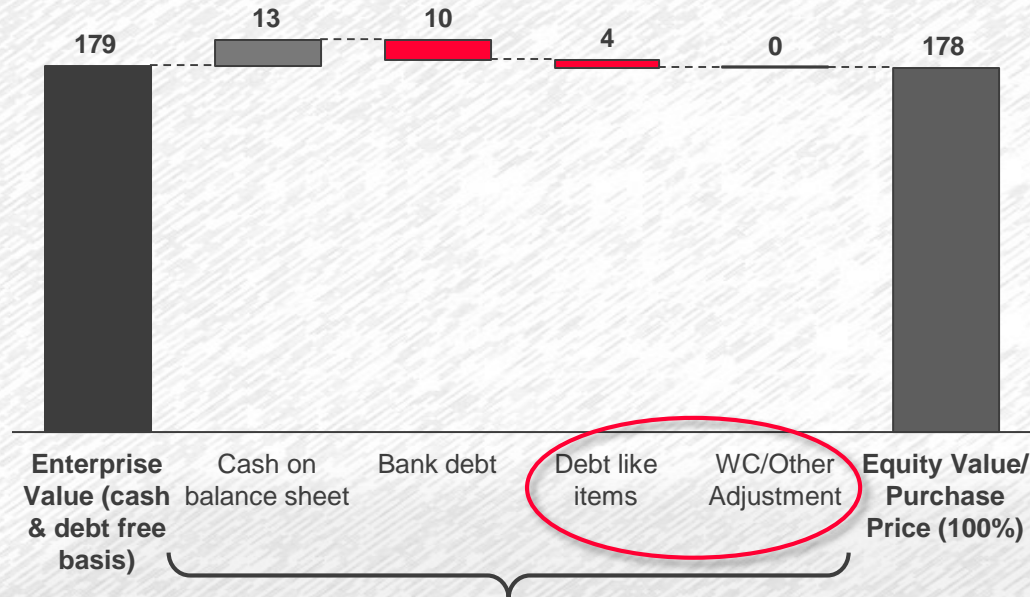 179
13
10
4
0
178
Enterprise
Value (cash
& debt free
basis)
Cash on
balance sheet
Bank debt
Debt like
items
WC/Other
Adjustment
Equity Value/
Purchase
Price (100%)